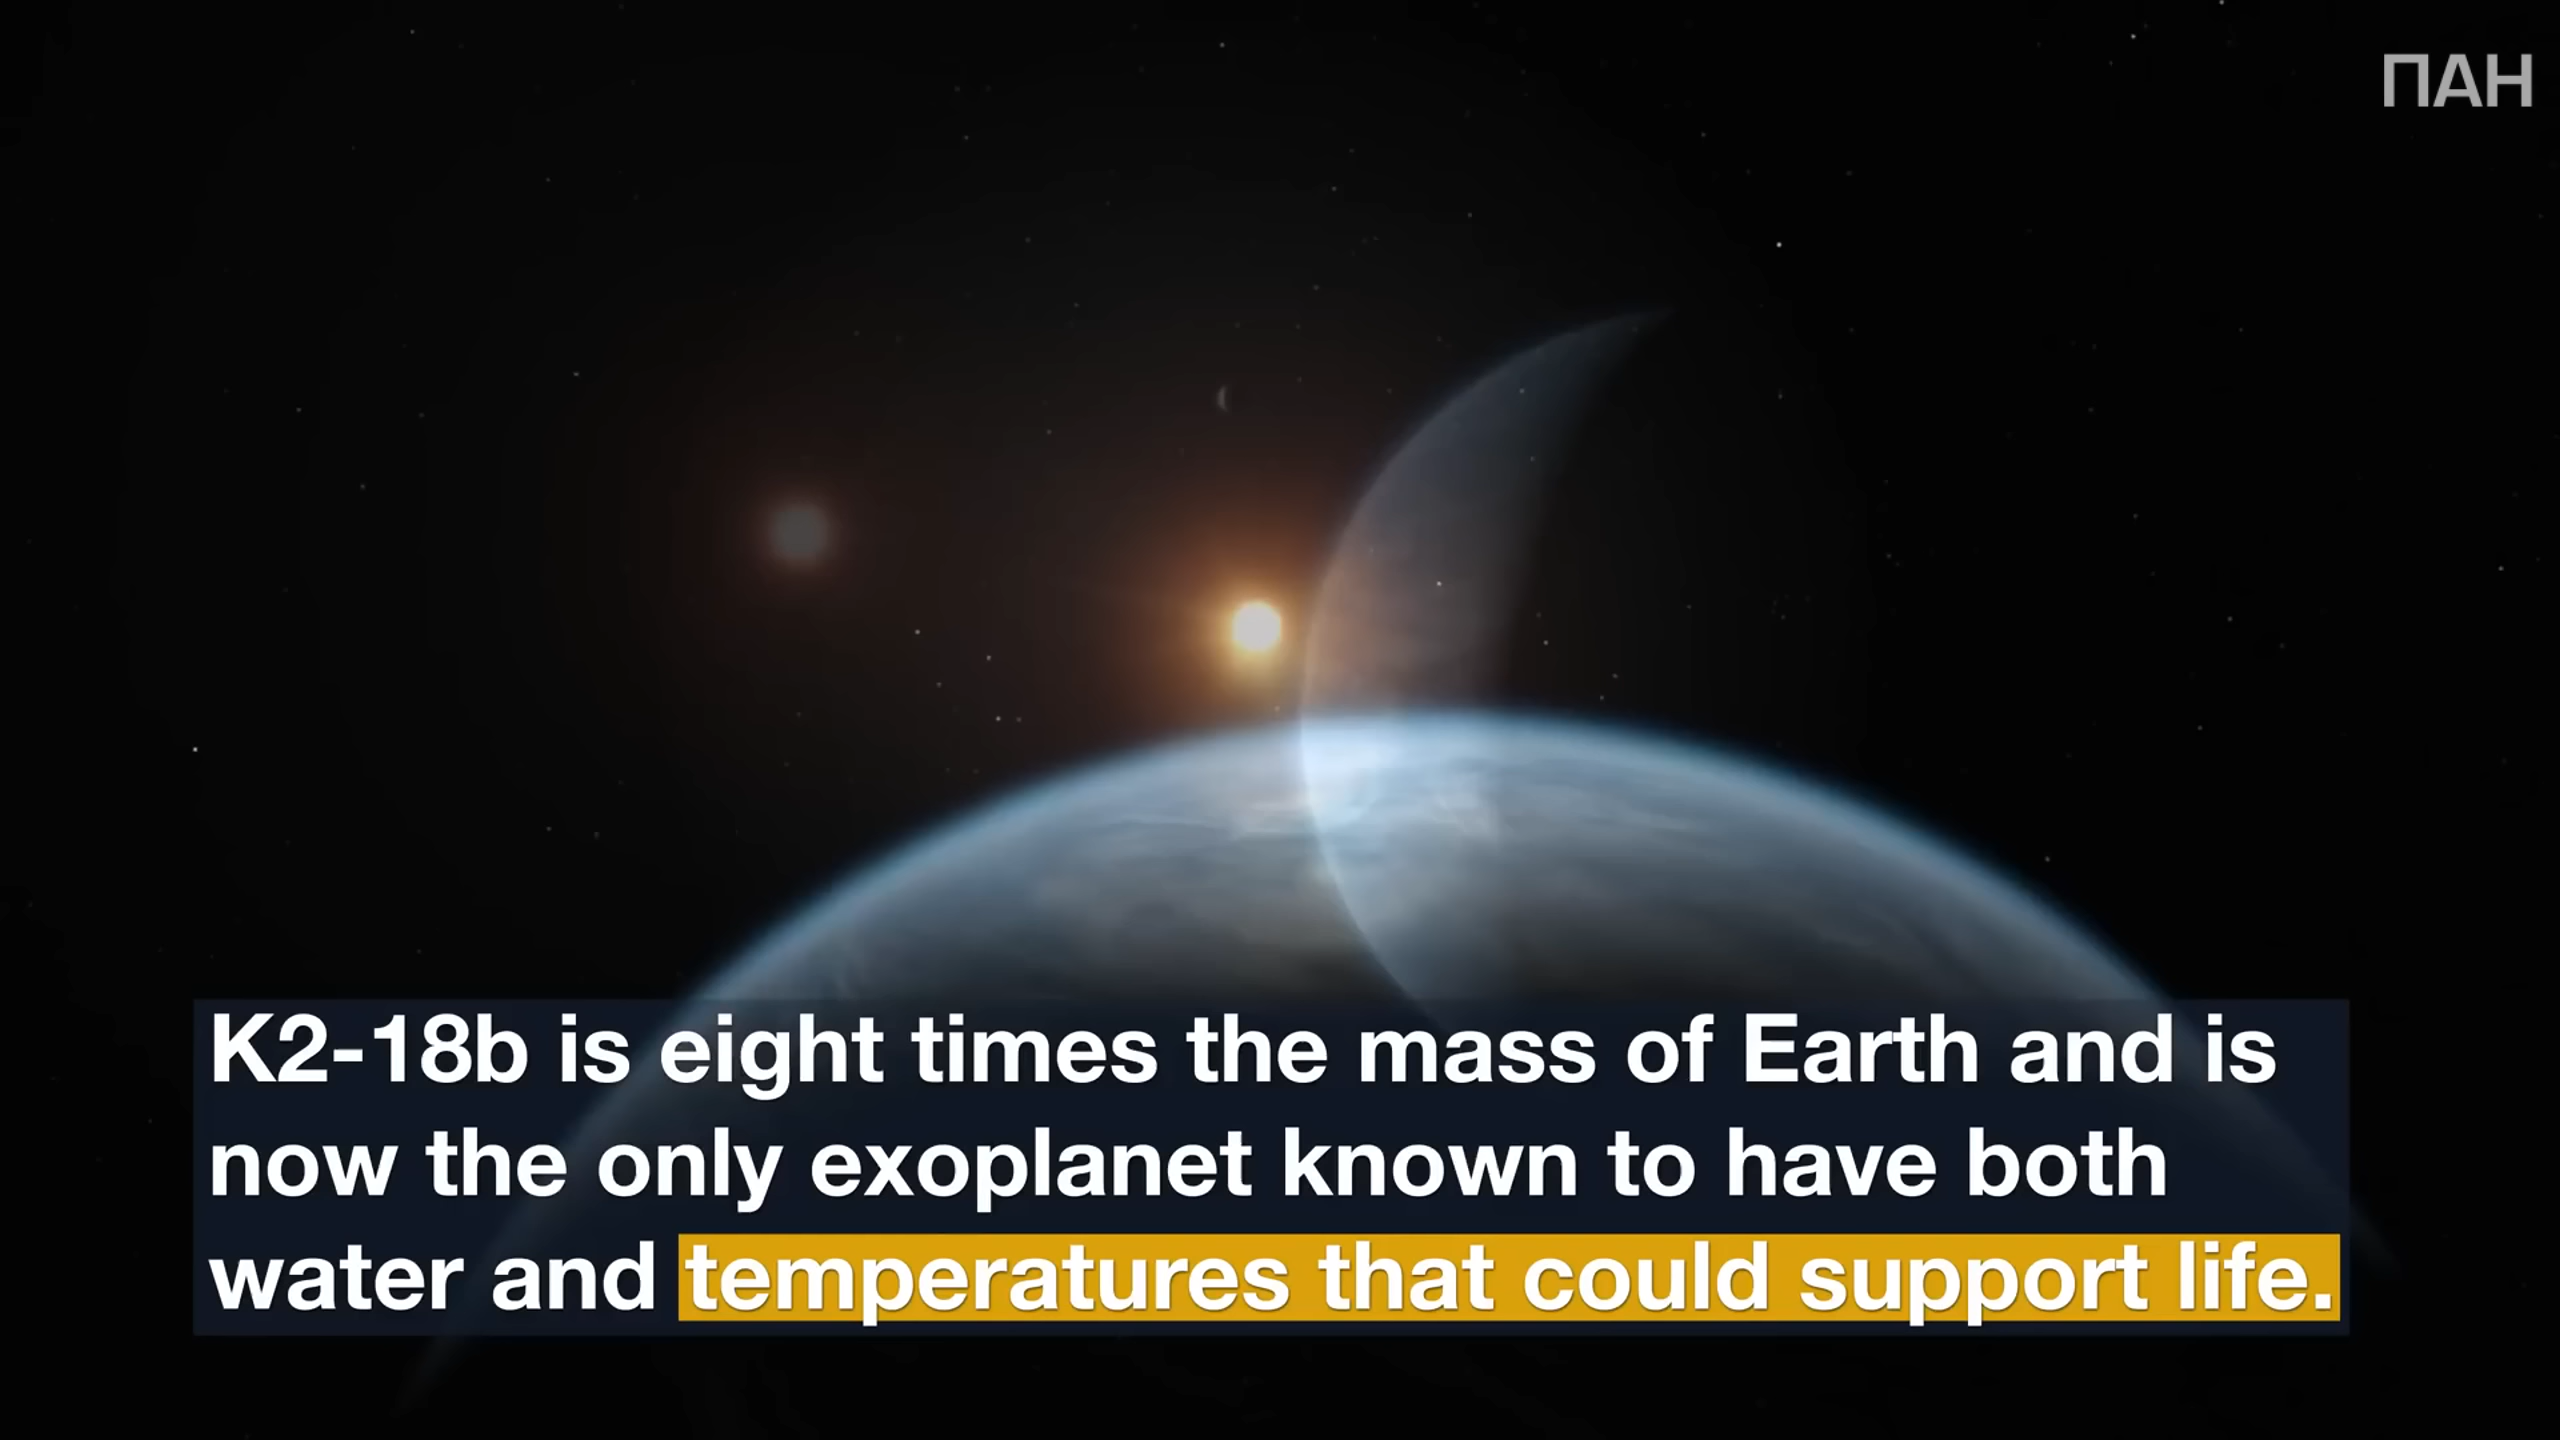 ПАН
K2-18b is eight times the mass of Earth and is
now the only exoplanet known to have both
water and temperatures that could support life.